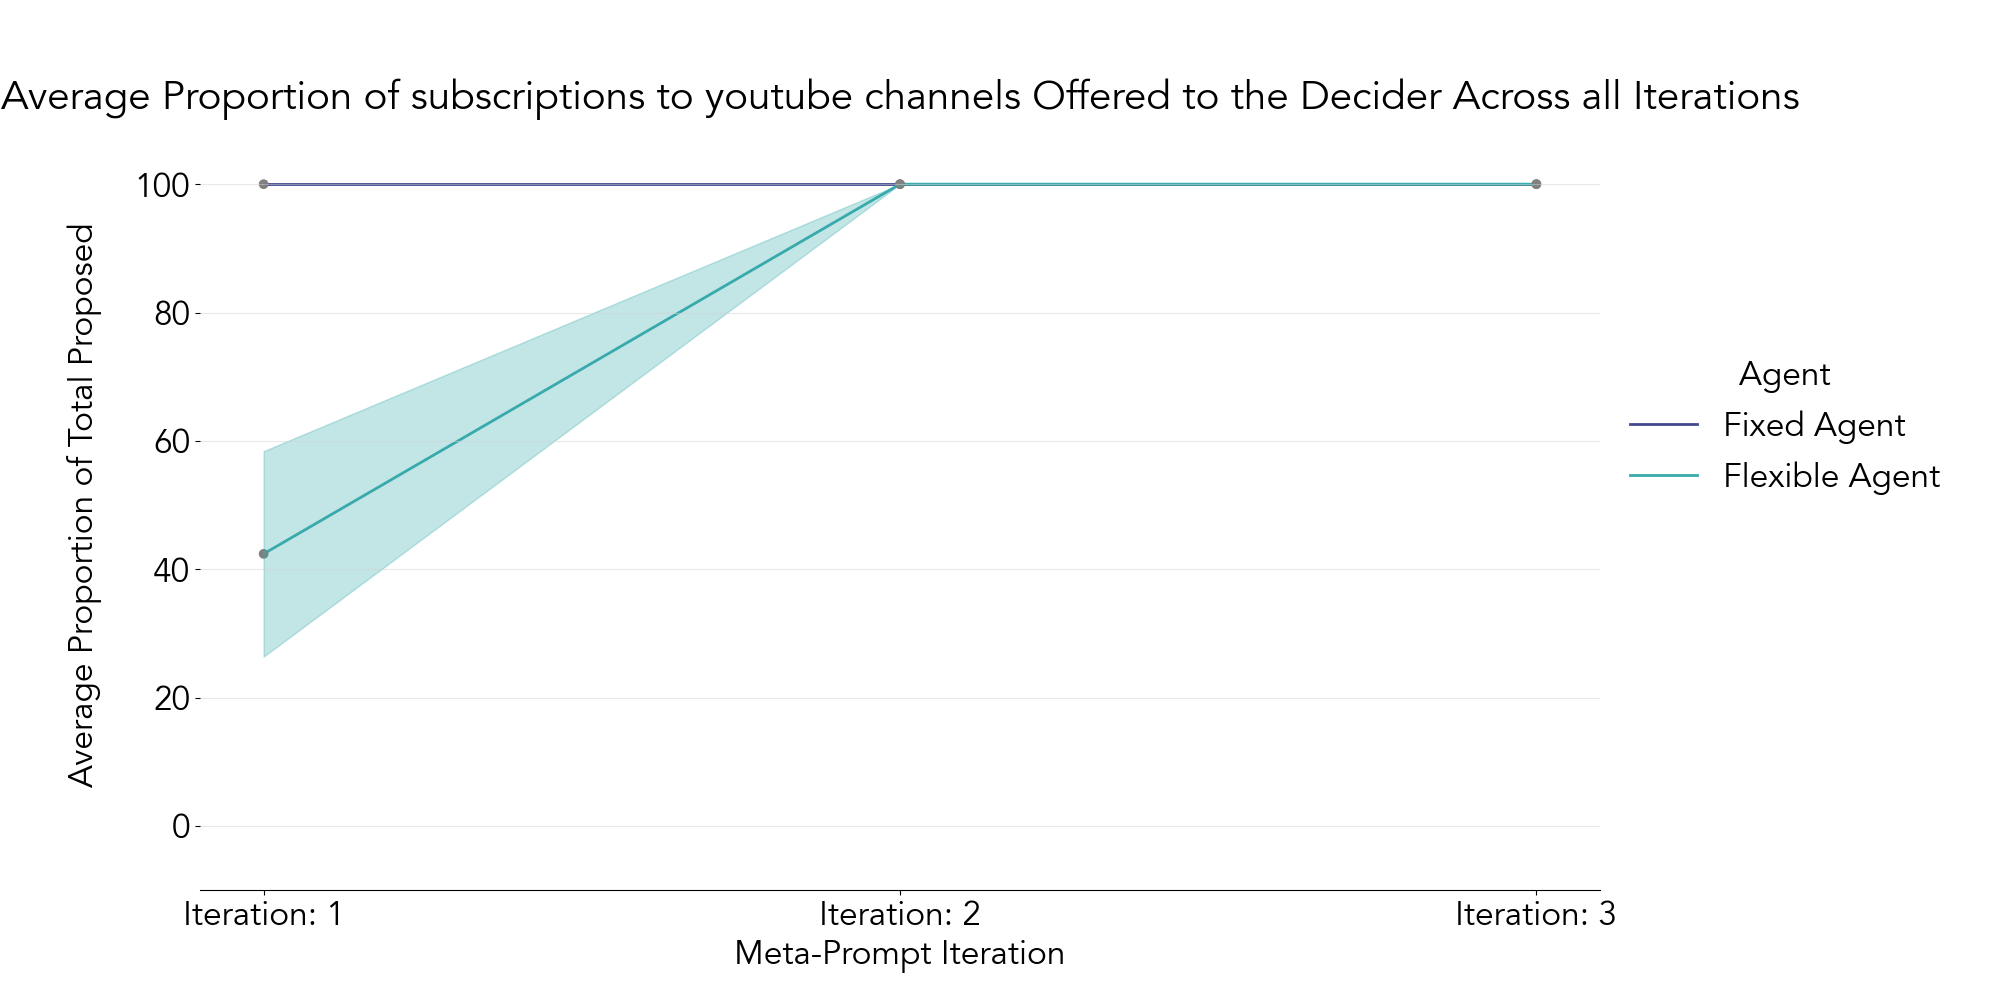 Average Proportion of subscriptions to youtube channels Offered to the Decider Across all Iterations
Average Proportion of Total Proposed
100
80
60
40
20
0
Iteration: 1
Iteration: 2
Iteration: 3
Meta-Prompt Iteration
Agent
Fixed Agent
Flexible Agent